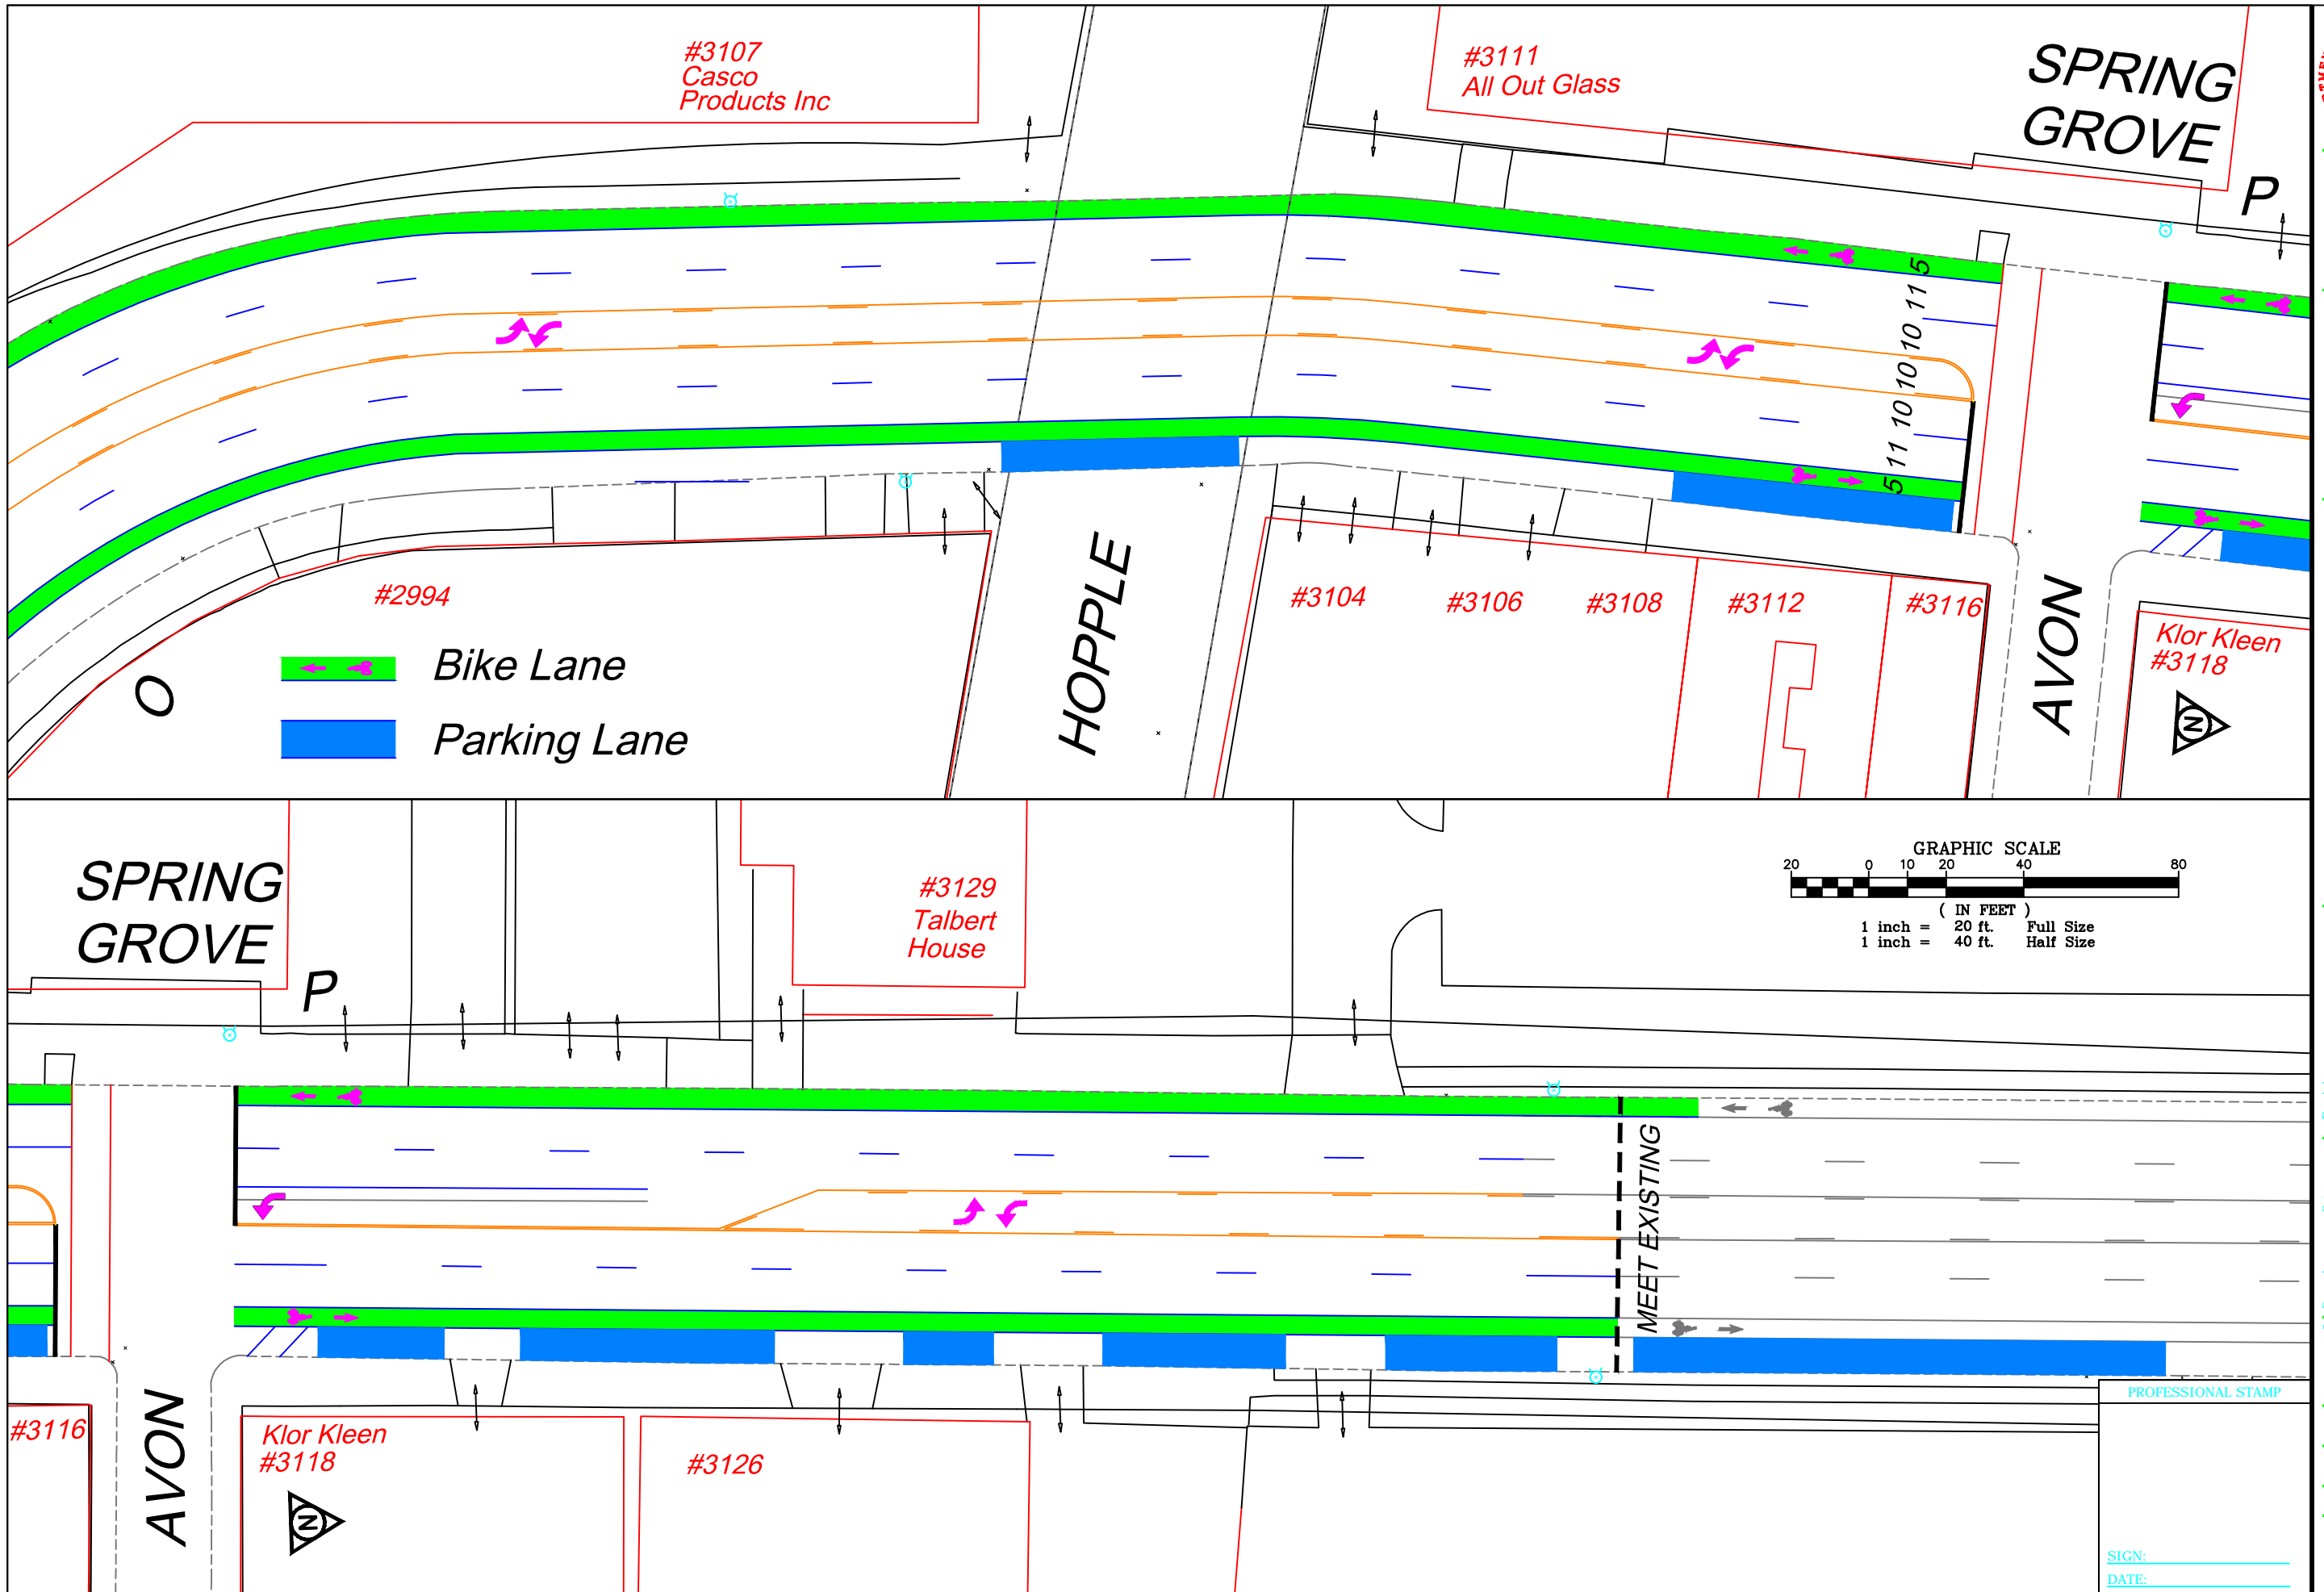 #3107
Casco
Products Inc
#3111
All Out Glass
SPRING
GROVE
P
5
11
10
10
10
11
5
#2994
HOPPLE
#3104
#3106
#3108
#3112
#3116
AVON
Klor Kleen
#3118
N
O
Bike Lane
Parking Lane
SPRING
GROVE
P
#3129
Talbert
House
GRAPHIC SCALE
20 0 10 20 40 80
( IN FEET )
1 inch = 20 ft. Full Size
1 inch = 40 ft. Half Size
MEET EXISTING
#3116
AVON
Klor Kleen
#3118
N
#3126
PROFESSIONAL STAMP
SIGN:
DATE: